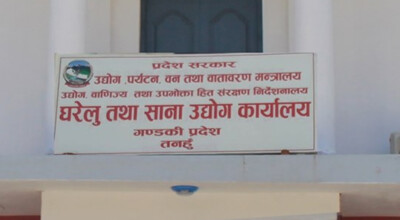 प्रदेश सरकार
उद्योग, पर्यटन, वन तथा वातावरण मन्त्रालय
उद्योग, वाणिज्य तथा उपभोक्ता हित संरक्षण निर्देशनालय
घरेलु तथा साना उद्योग कार्यालय
गण्डकी प्रदेश
तनहुँ